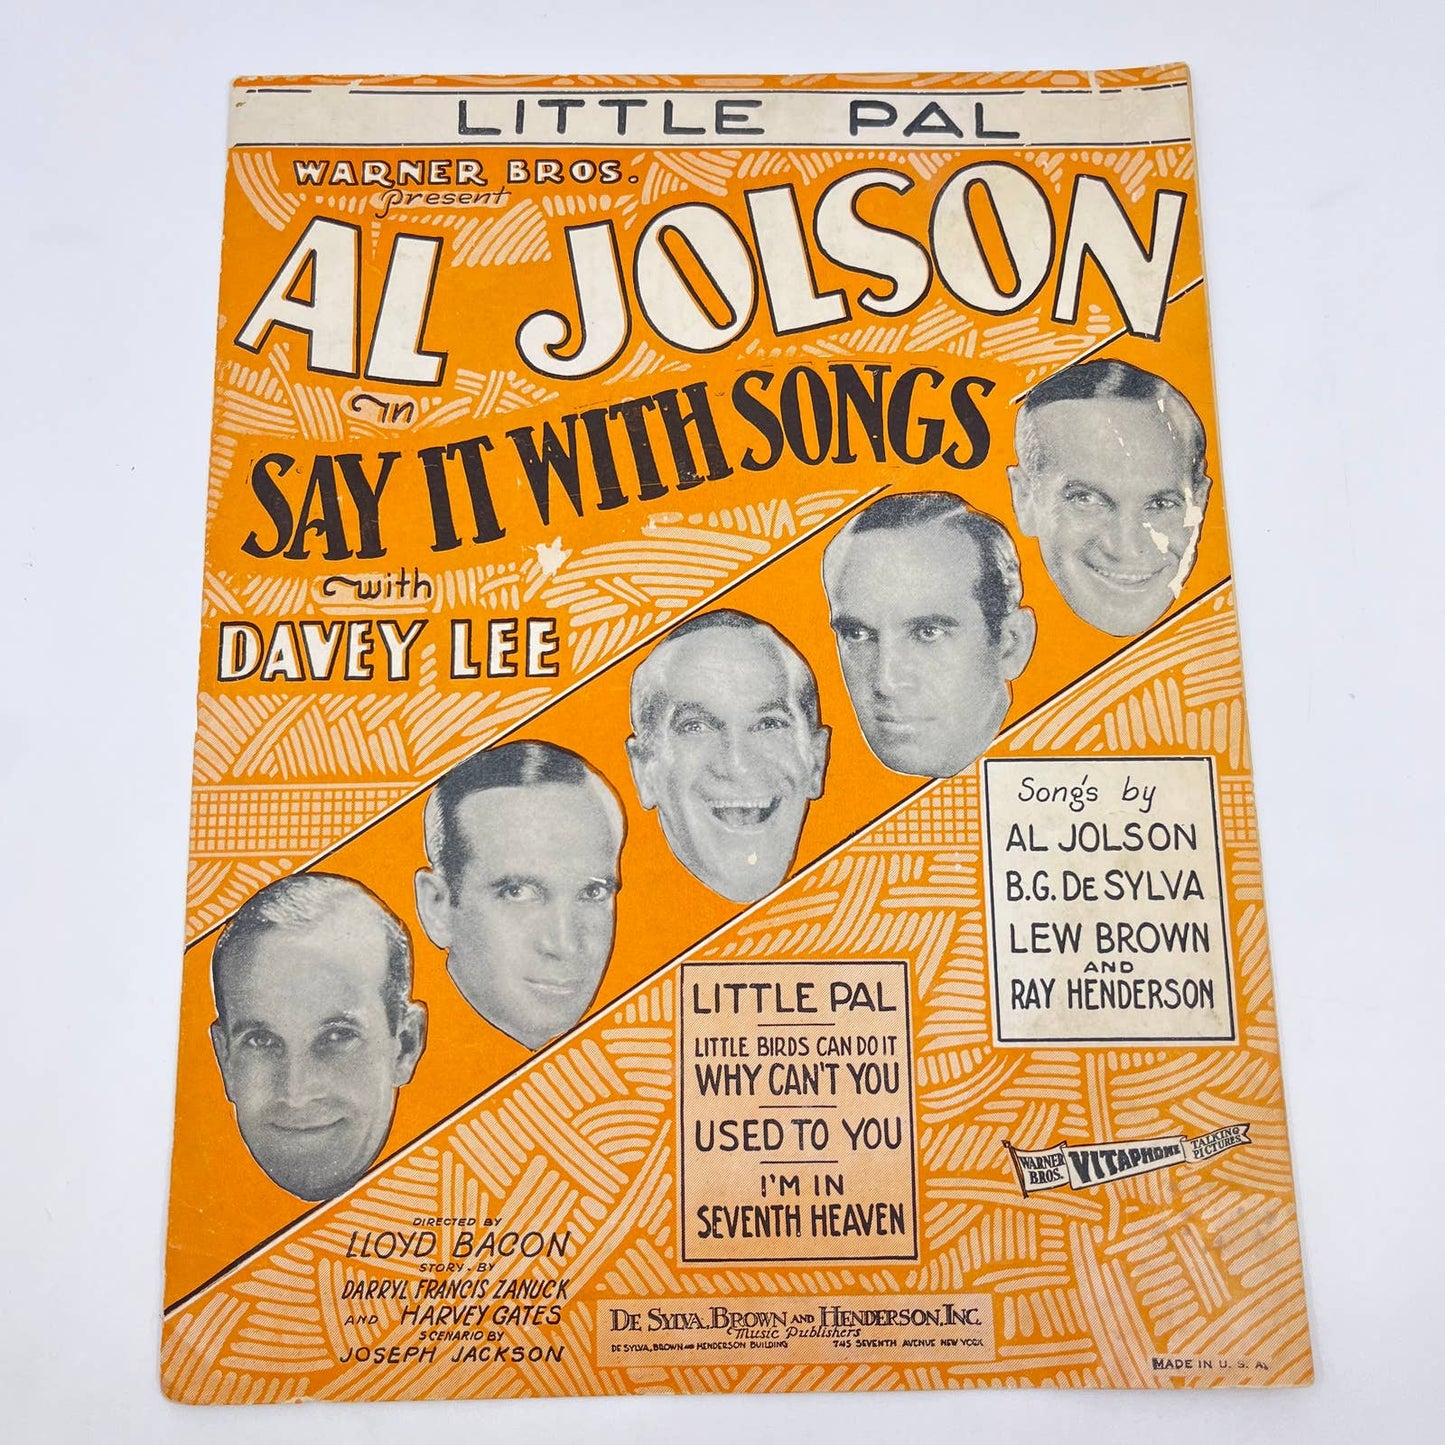 LITTLE PAL
WARNER BROS.
present
AL JOLSON
in
SAY IT WITH SONGS
with
DAVEY LEE
Songs by
AL JOLSON
B.G. DE SYLVA
LEW BROWN
AND
RAY HENDERSON
LITTLE PAL
LITTLE BIRDS CAN DO IT
WHY CAN'T YOU
USED TO YOU
I'M IN
SEVENTH HEAVEN
WARNER
BROS.
VITAPHONE
TALKING
PICTURES
DIRECTED BY
LLOYD BACON
STORY - BY
DARRYL FRANCIS ZANUCK
AND HARVEY GATES
SCENARIO BY
JOSEPH JACKSON
DE SYLVA, BROWN AND HENDERSON, INC.
Music Publishers
DE SYLVA, BROWN AND HENDERSON BUILDING 745 SEVENTH AVENUE NEW YORK
MADE IN U. S. A.